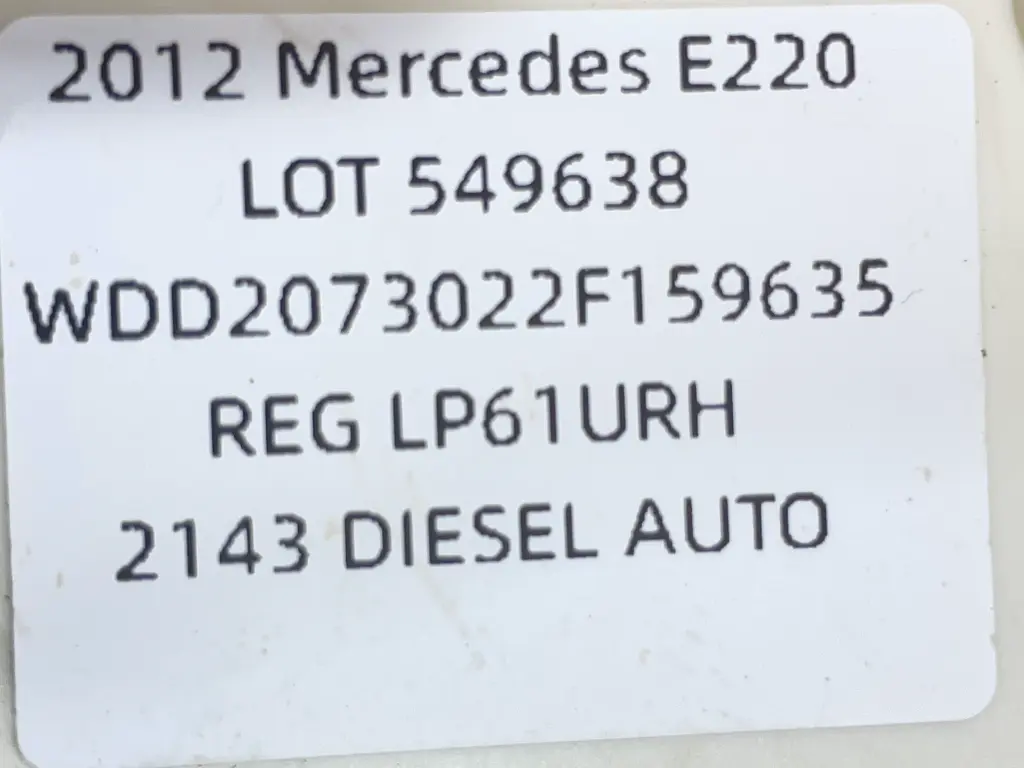 2012 Mercedes E220
LOT 549638
WDD2073022F159635
REG LP61URH
2143 DIESEL AUTO